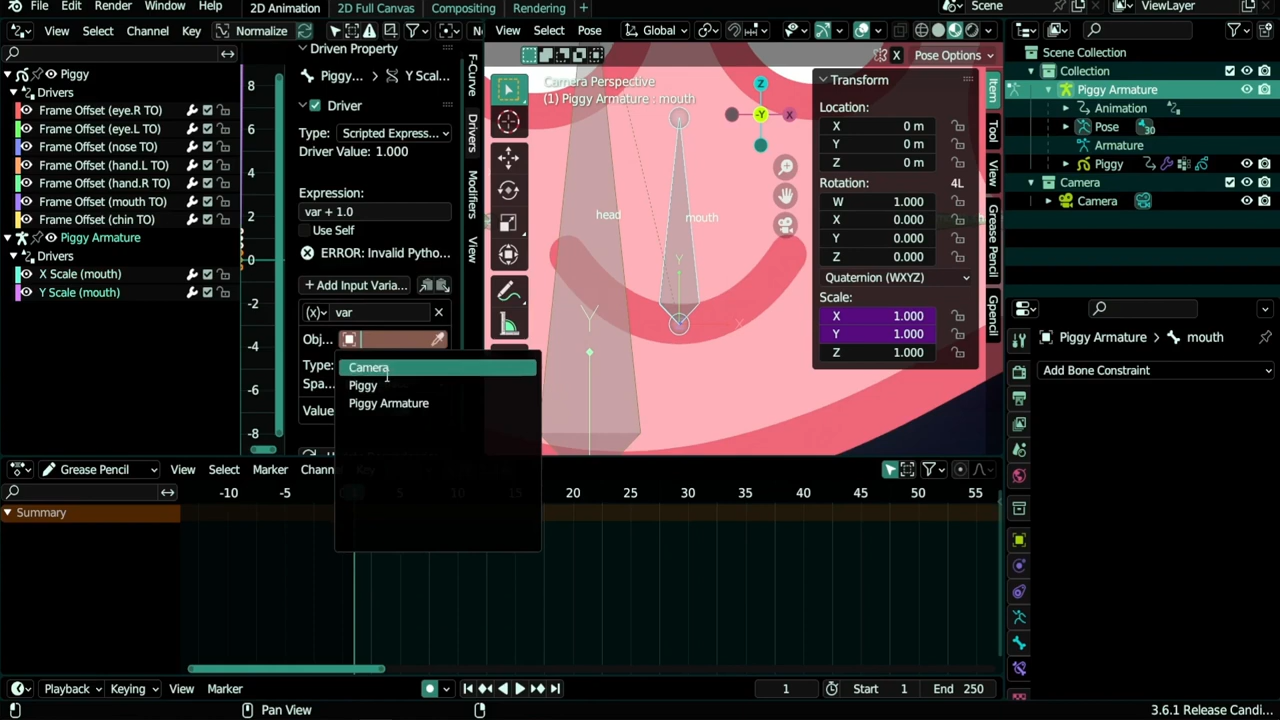 File Edit Render Window Help 2D Animation 2D Full Canvas Compositing Rendering + Scene ViewLayer
View Select Channel Key Normalize
View Select Pose Global
Driven Property
Piggy... Y Scal...
Driver
Type: Scripted Express...
Driver Value: 1.000
Expression:
var + 1.0
Use Self
ERROR: Invalid Pytho...
+ Add Input Varia...
(x) var
Obj...
Type:
Spa...
Value
Camera
Piggy
Piggy Armature
Piggy
Drivers
Frame Offset (eye.R TO)
Frame Offset (eye.L TO)
Frame Offset (nose TO)
Frame Offset (hand.L TO)
Frame Offset (hand.R TO)
Frame Offset (mouth TO)
Frame Offset (chin TO)
Piggy Armature
Drivers
X Scale (mouth)
Y Scale (mouth)
8
6
4
2
0
-2
-4
-6
-8
F-Curve
Drivers
Modifiers
View
X Pose Options
Camera Perspective
(1) Piggy Armature : mouth
Z
-Y X
head
mouth
Y
Y
X
Transform
Location:
X 0 m
Y 0 m
Z 0 m
Rotation: 4L
W 1.000
X 0.000
Y 0.000
Z 0.000
Quaternion (WXYZ)
Scale:
X 1.000
Y 1.000
Z 1.000
Item
Tool
View
Grease Pencil
Gpencil
Scene Collection
Collection
Piggy Armature
Animation
Pose 30
Armature
Piggy
Camera
Camera
Piggy Armature mouth
Add Bone Constraint
Grease Pencil View Select Marker Channel Key
-10 -5 0 5 10 15 20 25 30 35 40 45 50 55
Summary
Playback Keying View Marker 1 Start 1 End 250
Pan View 3.6.1 Release Candi...